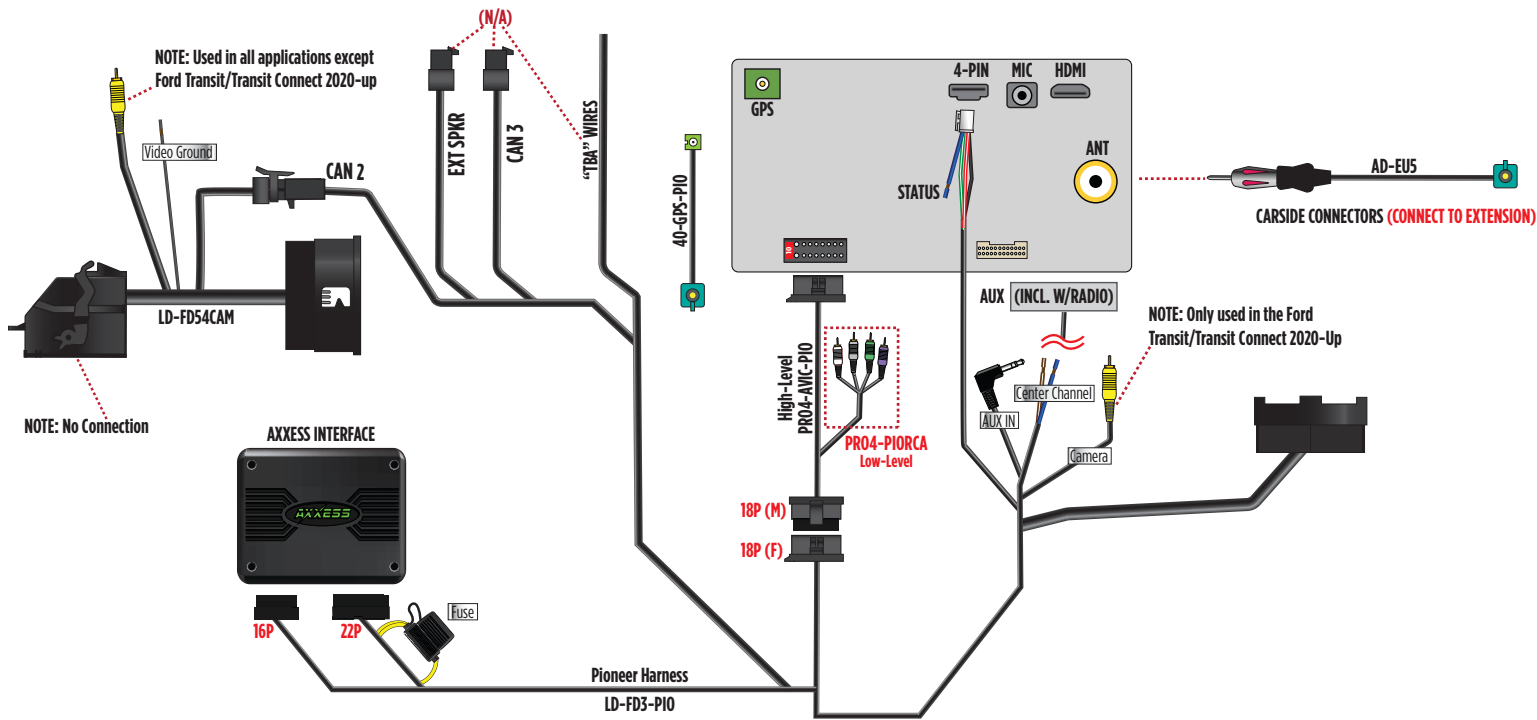 (N/A)
NOTE: Used in all applications except
Ford Transit/Transit Connect 2020-up
Video Ground
CAN 2
EXT SPKR
CAN 3
"TBA" WIRES
LD-FD54CAM
NOTE: No Connection
40-GPS-PIO
GPS
4-PIN
MIC
HDMI
STATUS
ANT
10
AD-EU5
CARSIDE CONNECTORS (CONNECT TO EXTENSION)
AUX (INCL. W/RADIO)
NOTE: Only used in the Ford
Transit/Transit Connect 2020-Up
High-Level
PRO4-AVIC-PIO
PRO4-PIORCA
Low-Level
AUX IN
Center Channel
Camera
18P (M)
18P (F)
AXXESS INTERFACE
AXXESS
16P
22P
Fuse
Pioneer Harness
LD-FD3-PIO